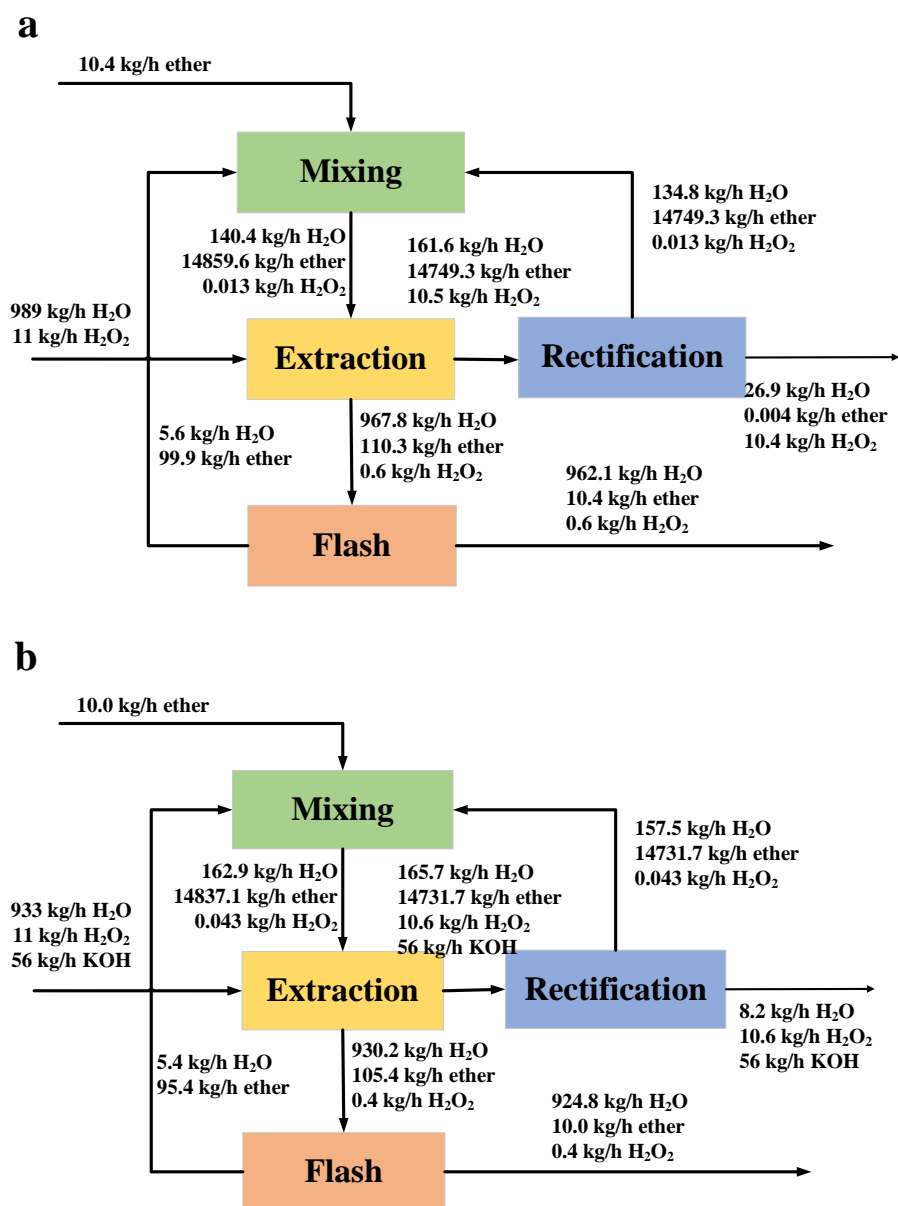 a
10.4 kg/h ether
Mixing
134.8 kg/h H₂O
14749.3 kg/h ether
0.013 kg/h H₂O₂
140.4 kg/h H₂O
14859.6 kg/h ether
0.013 kg/h H₂O₂
161.6 kg/h H₂O
14749.3 kg/h ether
10.5 kg/h H₂O₂
989 kg/h H₂O
11 kg/h H₂O₂
Extraction
Rectification
26.9 kg/h H₂O
0.004 kg/h ether
10.4 kg/h H₂O₂
5.6 kg/h H₂O
99.9 kg/h ether
967.8 kg/h H₂O
110.3 kg/h ether
0.6 kg/h H₂O₂
962.1 kg/h H₂O
10.4 kg/h ether
0.6 kg/h H₂O₂
Flash
b
10.0 kg/h ether
Mixing
157.5 kg/h H₂O
14731.7 kg/h ether
0.043 kg/h H₂O₂
162.9 kg/h H₂O
14837.1 kg/h ether
0.043 kg/h H₂O₂
165.7 kg/h H₂O
14731.7 kg/h ether
10.6 kg/h H₂O₂
56 kg/h KOH
933 kg/h H₂O
11 kg/h H₂O₂
56 kg/h KOH
Extraction
Rectification
8.2 kg/h H₂O
10.6 kg/h H₂O₂
56 kg/h KOH
5.4 kg/h H₂O
95.4 kg/h ether
930.2 kg/h H₂O
105.4 kg/h ether
0.4 kg/h H₂O₂
924.8 kg/h H₂O
10.0 kg/h ether
0.4 kg/h H₂O₂
Flash